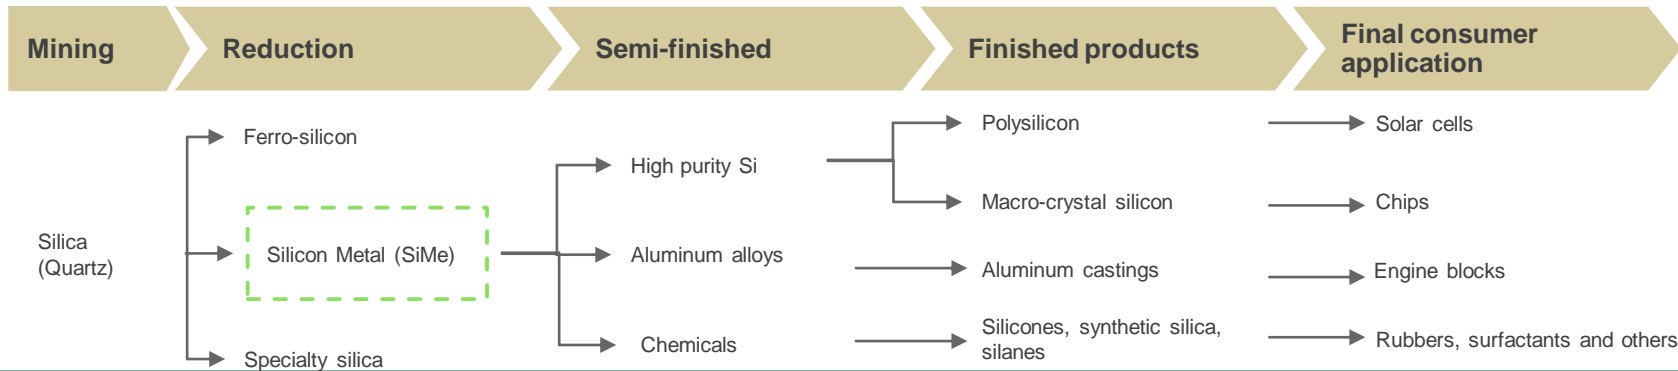 Mining
Reduction
Semi-finished
Finished products
Final consumer
application
Silica
(Quartz)
Ferro-silicon
Silicon Metal (SiMe)
Specialty silica
High purity Si
Aluminum alloys
Chemicals
Polysilicon
Macro-crystal silicon
Aluminum castings
Silicones, synthetic silica,
silanes
Solar cells
Chips
Engine blocks
Rubbers, surfactants and others